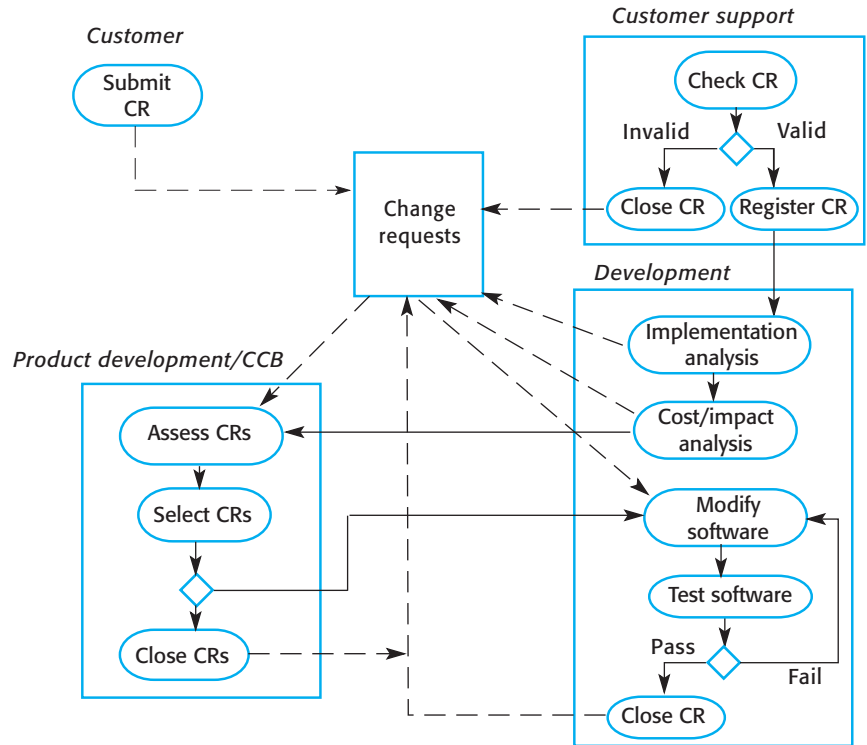 Customer
Submit
CR
Customer support
Check CR
Invalid
Valid
Close CR
Register CR
Change
requests
Development
Implementation
analysis
Cost/impact
analysis
Product development/CCB
Assess CRs
Select CRs
Close CRs
Modify
software
Test software
Pass
Fail
Close CR